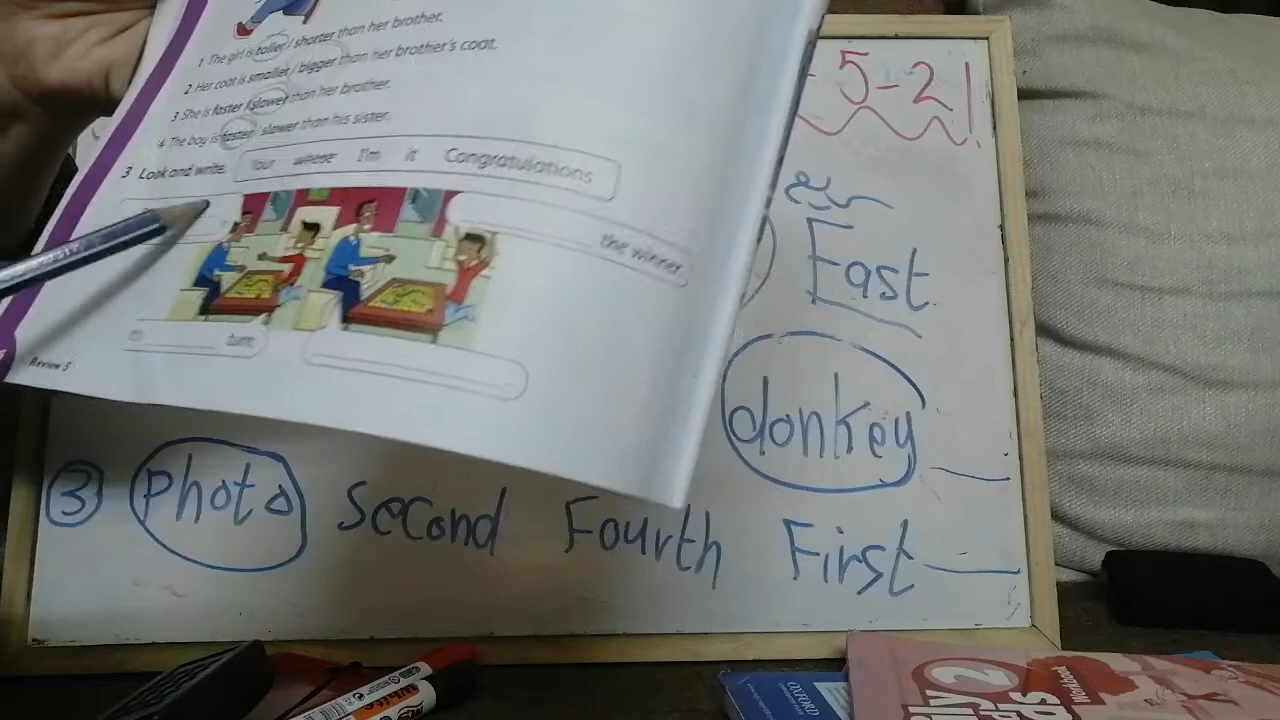 1 The girl is taller / shorter than her brother.
2 Her coat is smaller / bigger than her brother's coat.
3 She is faster / slower than her brother.
4 The boy is faster / slower than his sister.
3 Look and write.
Your where I'm it Congratulations
the winner.
turn.
Review 5
5-2!
East
donkey
3 Photo Second Fourth First
OXFORD
2
Workbook